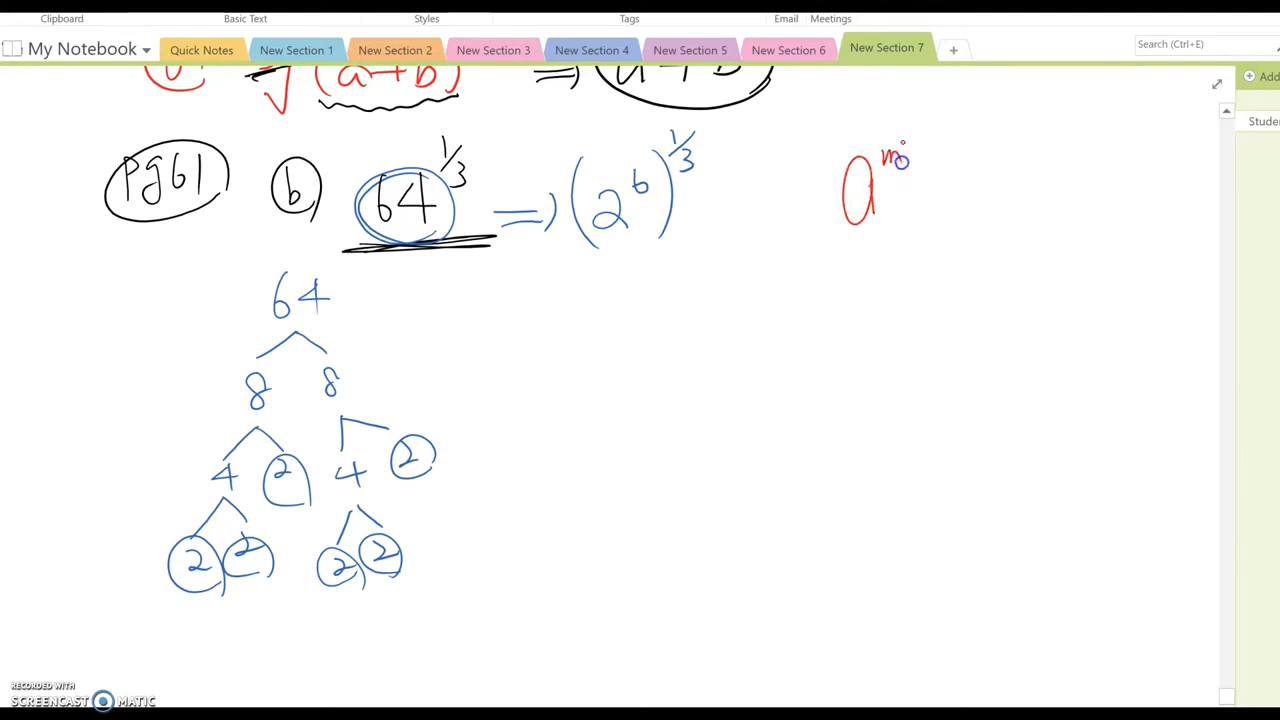 Clipboard Basic Text Styles Tags Email Meetings
My Notebook Quick Notes New Section 1 New Section 2 New Section 3 New Section 4 New Section 5 New Section 6 New Section 7 + Search (Ctrl+E)
√(a+b) ⇒ a+b
Add
Studen
Pg61 b) 64^(1/3) ⇒ (2^6)^(1/3) a^m
64
8 8
4 2 4 2
2 2 2 2
RECORDED WITH
SCREENCAST MATIC